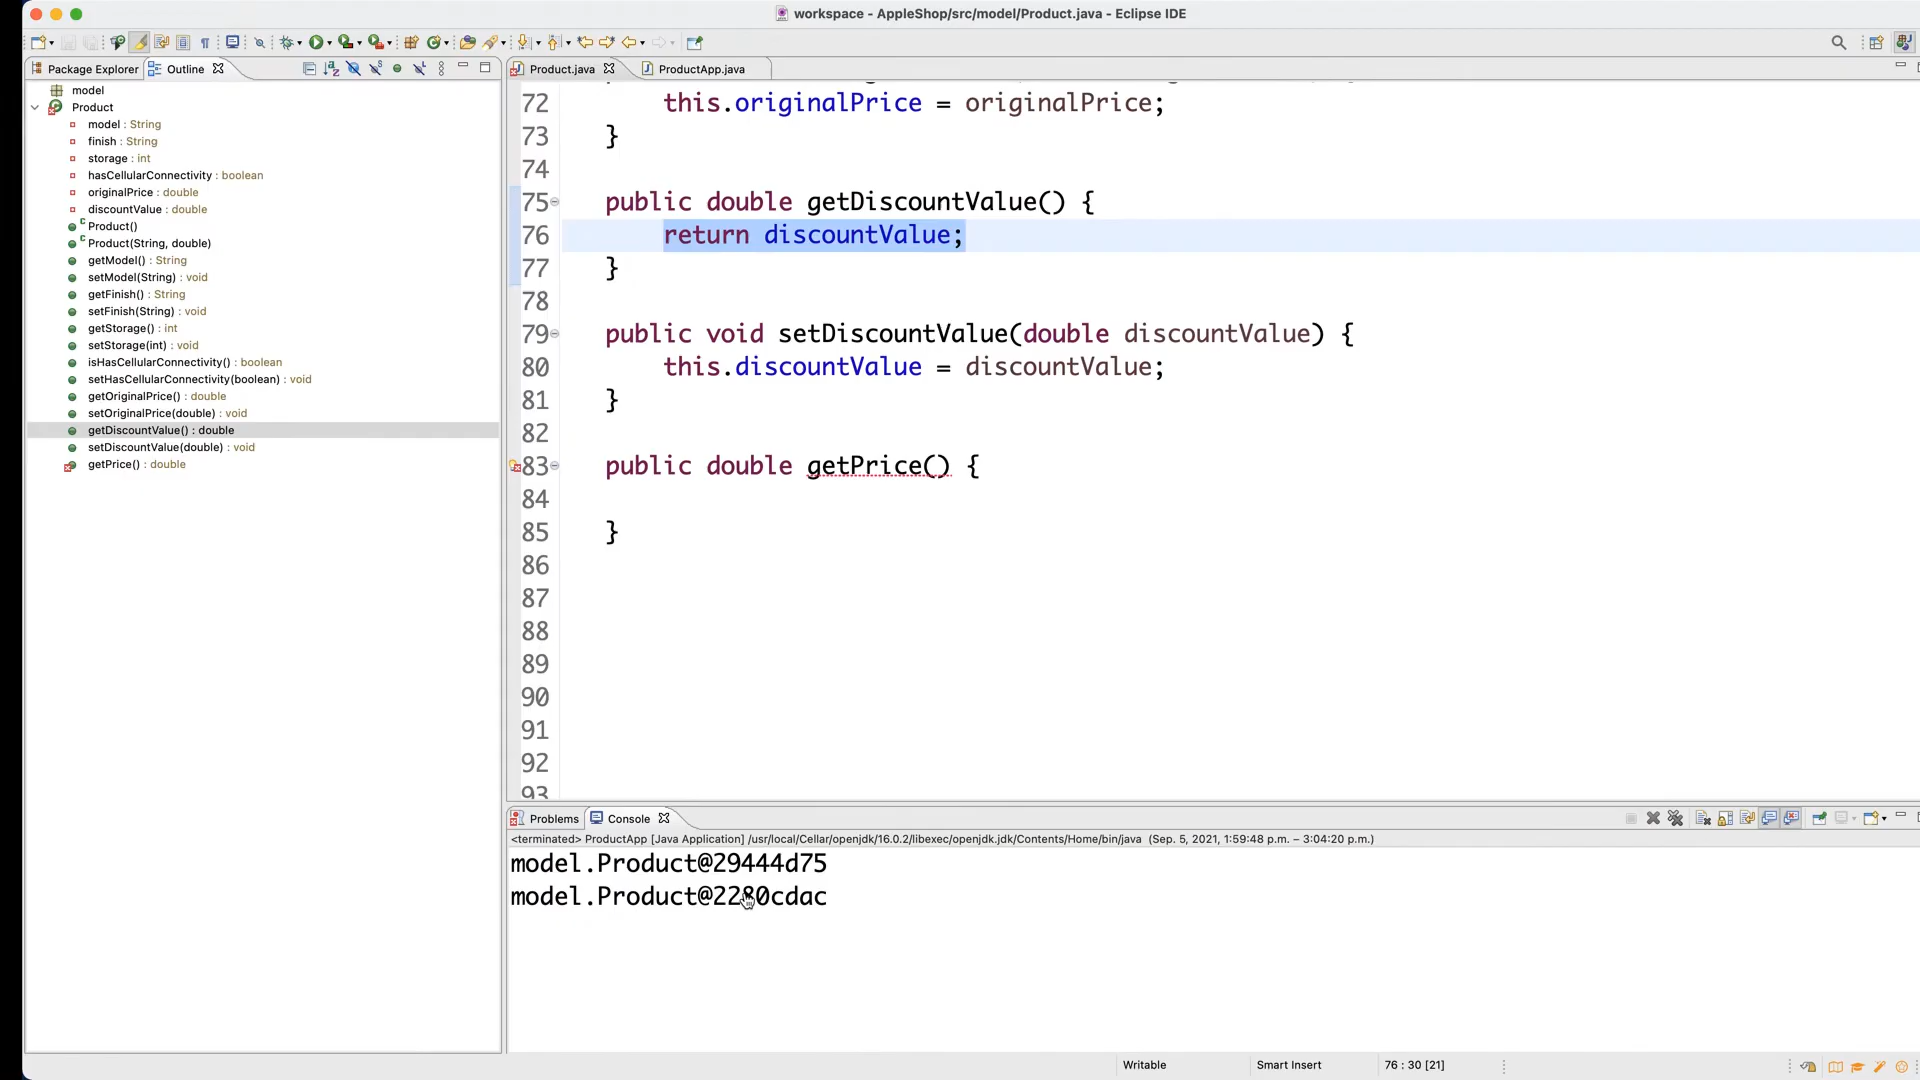 workspace - AppleShop/src/model/Product.java - Eclipse IDE
Package Explorer
Outline
model
Product
model : String
finish : String
storage : int
hasCellularConnectivity : boolean
originalPrice : double
discountValue : double
Product()
Product(String, double)
getModel() : String
setModel(String) : void
getFinish() : String
setFinish(String) : void
getStorage() : int
setStorage(int) : void
isHasCellularConnectivity() : boolean
setHasCellularConnectivity(boolean) : void
getOriginalPrice() : double
setOriginalPrice(double) : void
getDiscountValue() : double
setDiscountValue(double) : void
getPrice() : double
Product.java
ProductApp.java
72 this.originalPrice = originalPrice;
73 }
74
75 public double getDiscountValue() {
76 return discountValue;
77 }
78
79 public void setDiscountValue(double discountValue) {
80 this.discountValue = discountValue;
81 }
82
83 public double getPrice() {
84
85 }
86
87
88
89
90
91
92
93
Problems
Console
<terminated> ProductApp [Java Application] /usr/local/Cellar/openjdk/16.0.2/libexec/openjdk.jdk/Contents/Home/bin/java (Sep. 5, 2021, 1:59:48 p.m. – 3:04:20 p.m.)
model.Product@29444d75
model.Product@2280cdac
Writable
Smart Insert
76 : 30 [21]